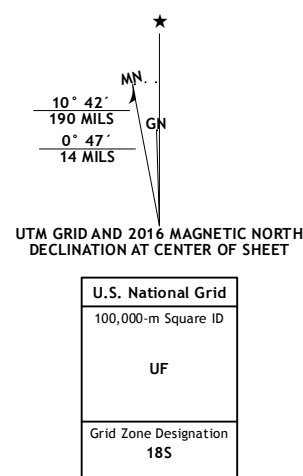 ★
MN
GN
10° 42´
190 MILS
0° 47´
14 MILS
UTM GRID AND 2016 MAGNETIC NORTH
DECLINATION AT CENTER OF SHEET
U.S. National Grid
100,000-m Square ID
UF
Grid Zone Designation
18S